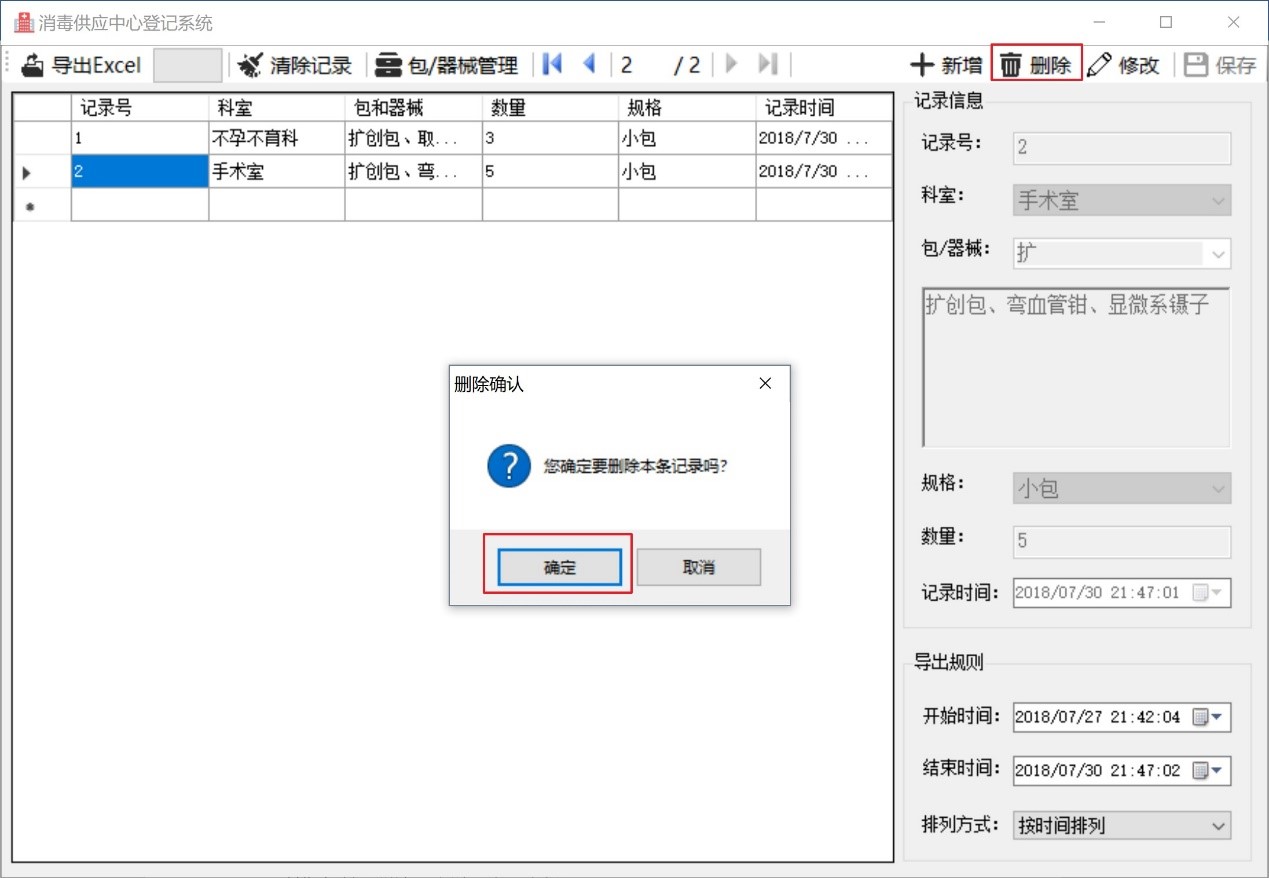 消毒供应中心登记系统
导出Excel 清除记录 包/器械管理 2 / 2 新增 删除 修改 保存
记录号 科室 包和器械 数量 规格 记录时间
1 不孕不育科 扩创包、取... 3 小包 2018/7/30 ...
2 手术室 扩创包、弯... 5 小包 2018/7/30 ...
记录信息
记录号: 2
科室: 手术室
包/器械: 扩
扩创包、弯血管钳、显微系镊子
规格: 小包
数量: 5
记录时间: 2018/07/30 21:47:01
删除确认
您确定要删除本条记录吗?
确定 取消
导出规则
开始时间: 2018/07/27 21:42:04
结束时间: 2018/07/30 21:47:02
排列方式: 按时间排列